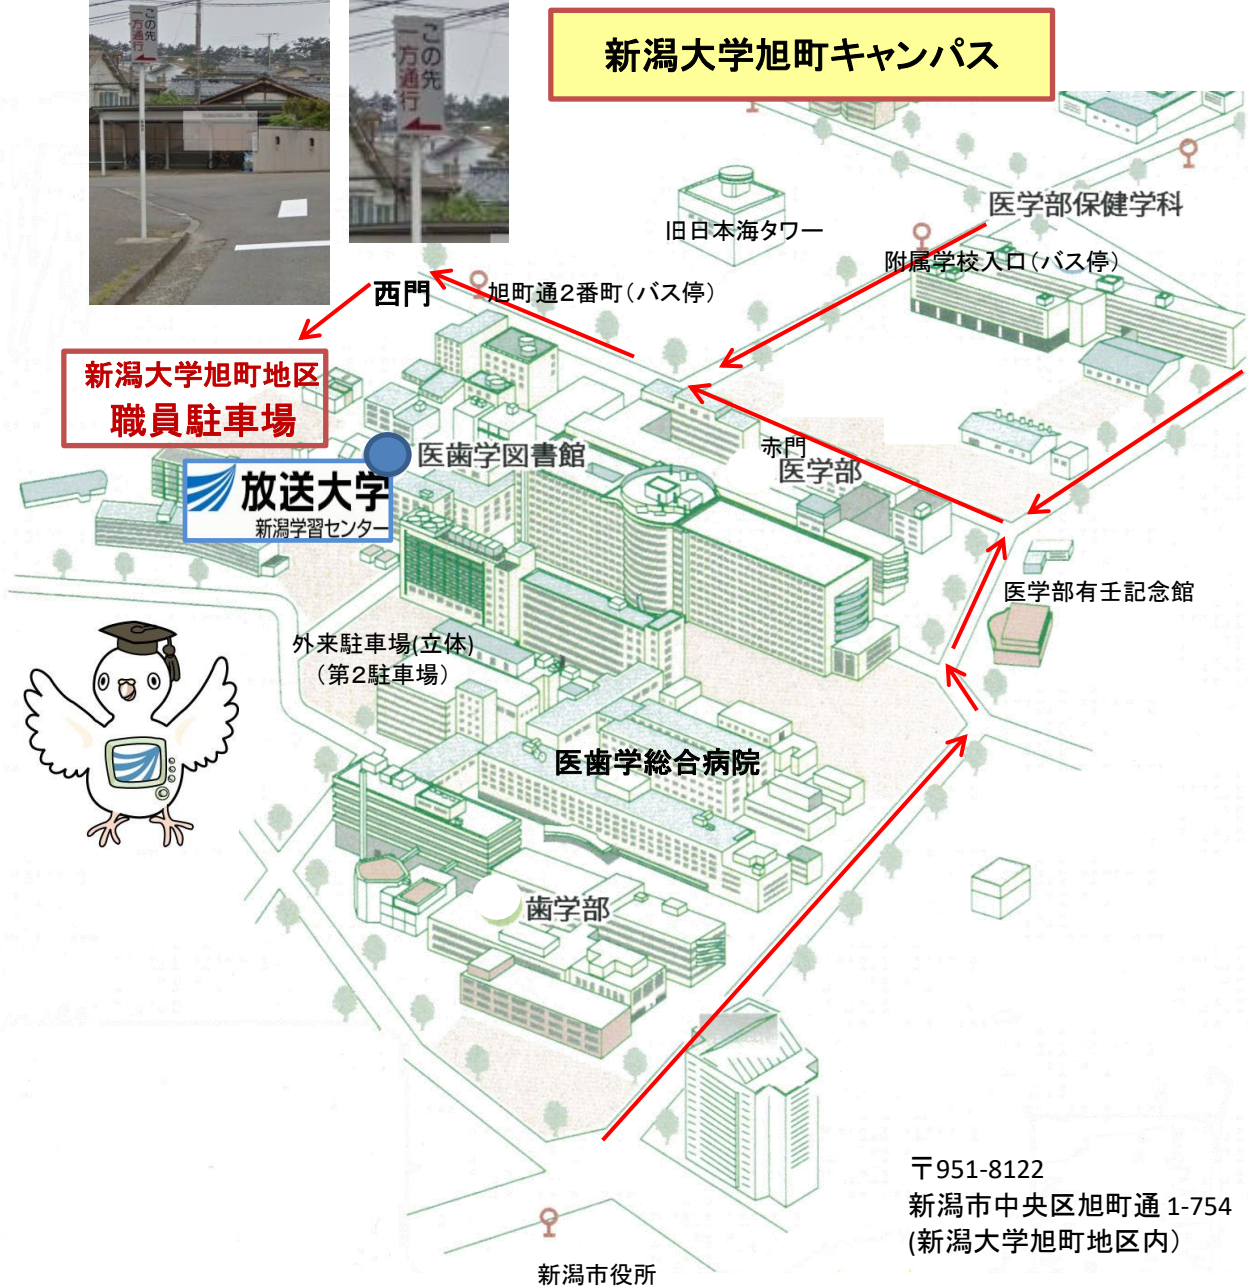 この先
一方通行
この先
一方通行
新潟大学旭町キャンパス
医学部保健学科
旧日本海タワー
附属学校入口(バス停)
西門
旭町通2番町(バス停)
新潟大学旭町地区
職員駐車場
赤門
医学部
医歯学図書館
放送大学
新潟学習センター
医学部有壬記念館
外来駐車場(立体)
(第2駐車場)
医歯学総合病院
歯学部
〒951-8122
新潟市中央区旭町通 1-754
(新潟大学旭町地区内)
新潟市役所